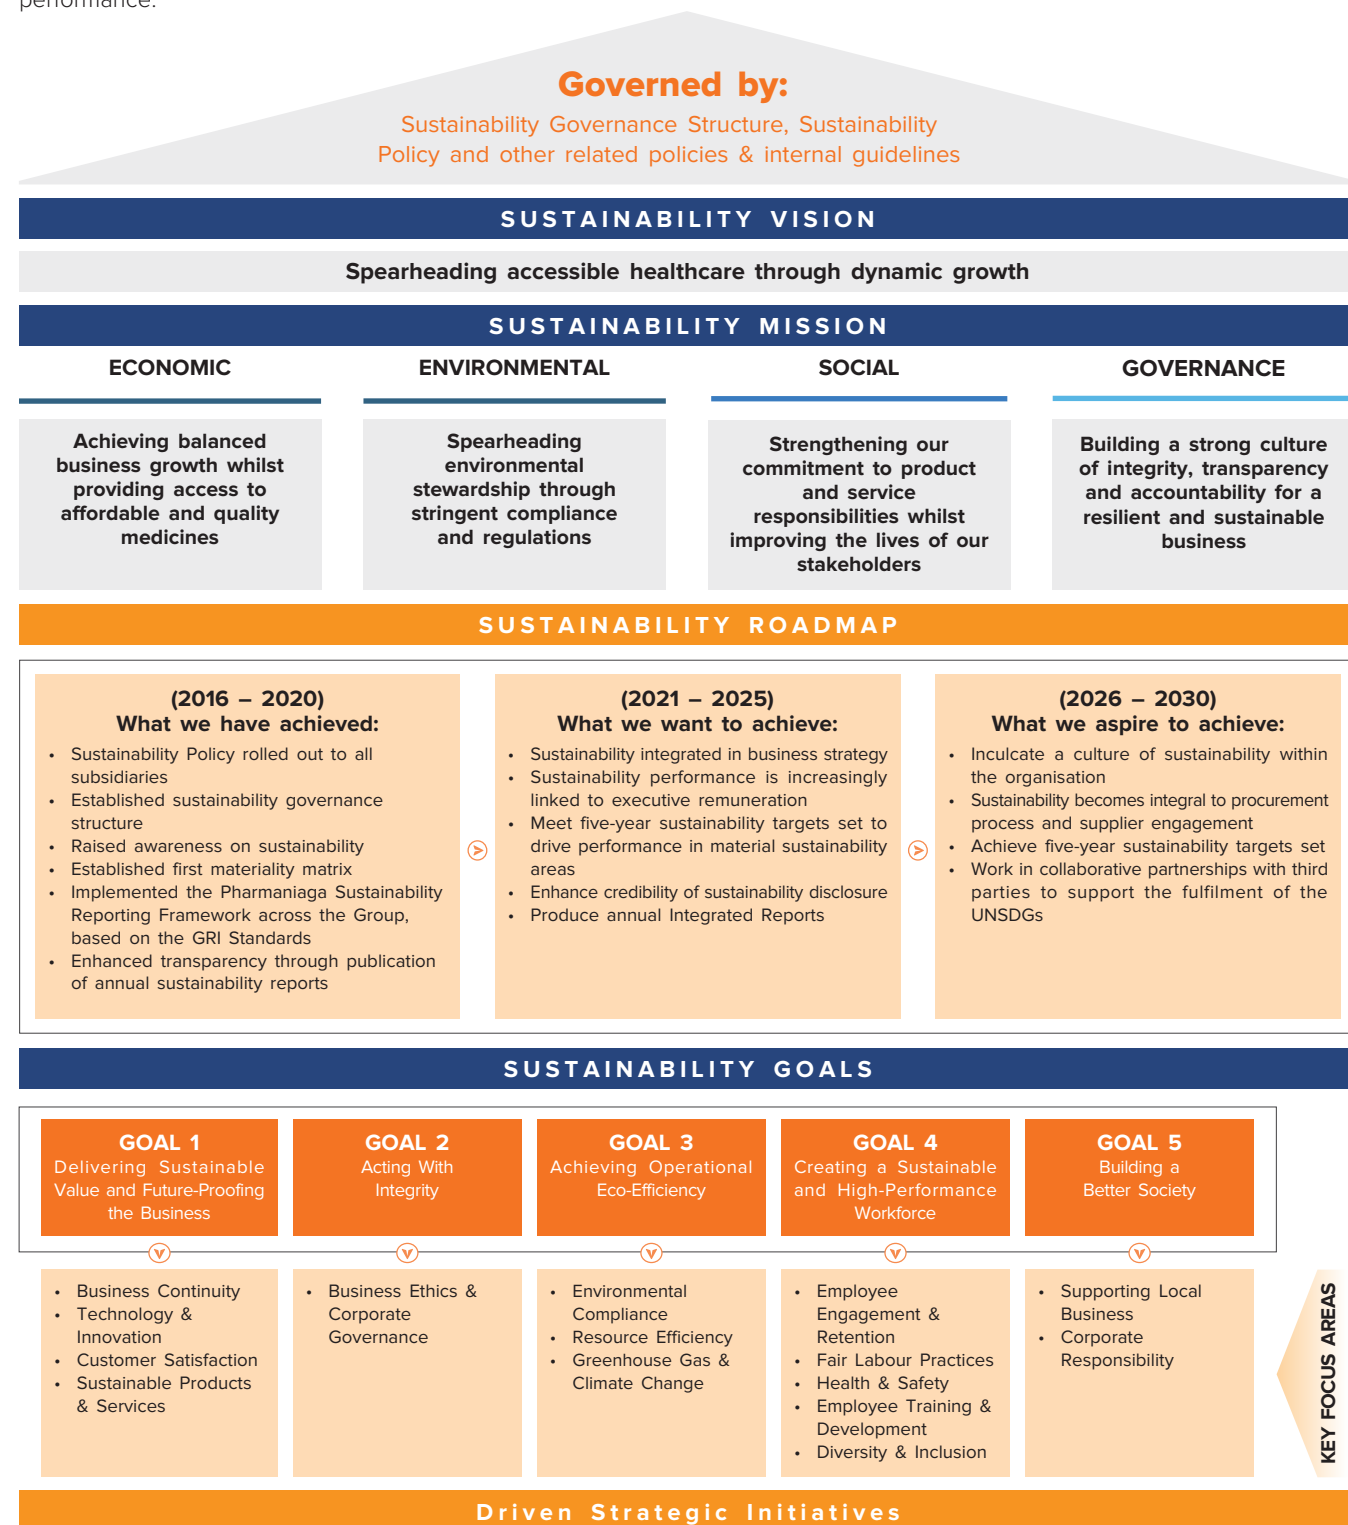 performance.
Governed by:
Sustainability Governance Structure, Sustainability
Policy and other related policies & internal guidelines
SUSTAINABILITY VISION
Spearheading accessible healthcare through dynamic growth
SUSTAINABILITY MISSION
ECONOMIC
Achieving balanced
business growth whilst
providing access to
affordable and quality
medicines
ENVIRONMENTAL
Spearheading
environmental
stewardship through
stringent compliance
and regulations
SOCIAL
Strengthening our
commitment to product
and service
responsibilities whilst
improving the lives of our
stakeholders
GOVERNANCE
Building a strong culture
of integrity, transparency
and accountability for a
resilient and sustainable
business
SUSTAINABILITY ROADMAP
(2016 – 2020)
What we have achieved:
• Sustainability Policy rolled out to all
subsidiaries
• Established sustainability governance
structure
• Raised awareness on sustainability
• Established first materiality matrix
• Implemented the Pharmaniaga Sustainability
Reporting Framework across the Group,
based on the GRI Standards
• Enhanced transparency through publication
of annual sustainability reports
(2021 – 2025)
What we want to achieve:
• Sustainability integrated in business strategy
• Sustainability performance is increasingly
linked to executive remuneration
• Meet five-year sustainability targets set to
drive performance in material sustainability
areas
• Enhance credibility of sustainability disclosure
• Produce annual Integrated Reports
(2026 – 2030)
What we aspire to achieve:
• Inculcate a culture of sustainability within
the organisation
• Sustainability becomes integral to procurement
process and supplier engagement
• Achieve five-year sustainability targets set
• Work in collaborative partnerships with third
parties to support the fulfilment of the
UNSDGs
SUSTAINABILITY GOALS
GOAL 1
Delivering Sustainable
Value and Future-Proofing
the Business
• Business Continuity
• Technology &
Innovation
• Customer Satisfaction
• Sustainable Products
& Services
GOAL 2
Acting With
Integrity
• Business Ethics &
Corporate
Governance
GOAL 3
Achieving Operational
Eco-Efficiency
• Environmental
Compliance
• Resource Efficiency
• Greenhouse Gas &
Climate Change
GOAL 4
Creating a Sustainable
and High-Performance
Workforce
• Employee
Engagement &
Retention
• Fair Labour Practices
• Health & Safety
• Employee Training &
Development
• Diversity & Inclusion
GOAL 5
Building a
Better Society
• Supporting Local
Business
• Corporate
Responsibility
KEY FOCUS AREAS
Driven Strategic Initiatives